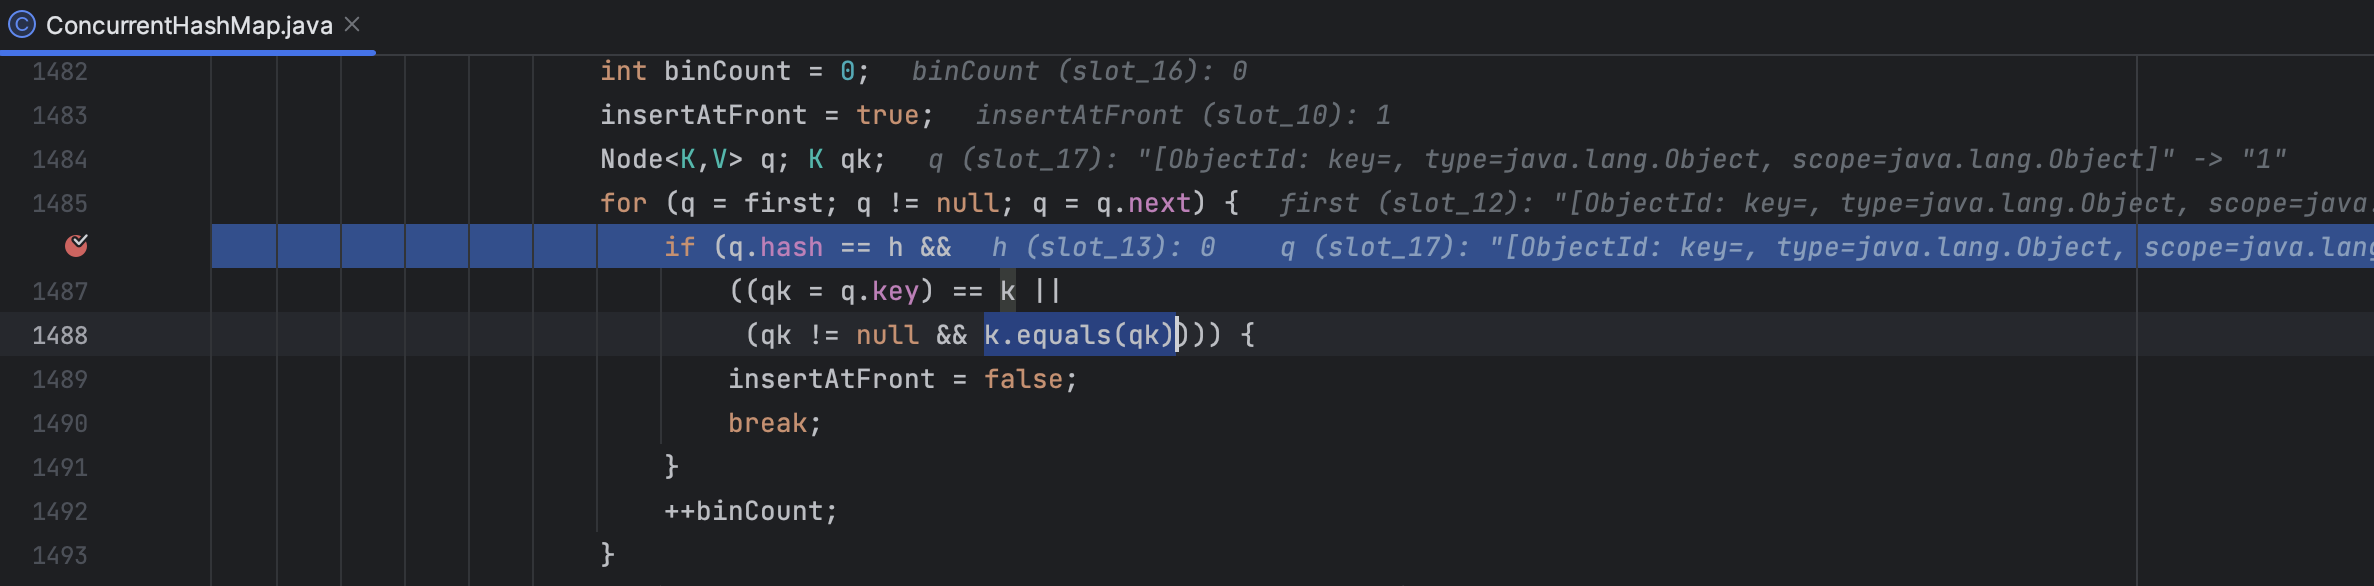 ConcurrentHashMap.java
1482 int binCount = 0; binCount (slot_16): 0
1483 insertAtFront = true; insertAtFront (slot_10): 1
1484 Node<K,V> q; K qk; q (slot_17): "[ObjectId: key=, type=java.lang.Object, scope=java.lang.Object]" -> "1"
1485 for (q = first; q != null; q = q.next) { first (slot_12): "[ObjectId: key=, type=java.lang.Object, scope=java.
if (q.hash == h && h (slot_13): 0 q (slot_17): "[ObjectId: key=, type=java.lang.Object, scope=java.lang
1487 ((qk = q.key) == k ||
1488 (qk != null && k.equals(qk)))) {
1489 insertAtFront = false;
1490 break;
1491 }
1492 ++binCount;
1493 }